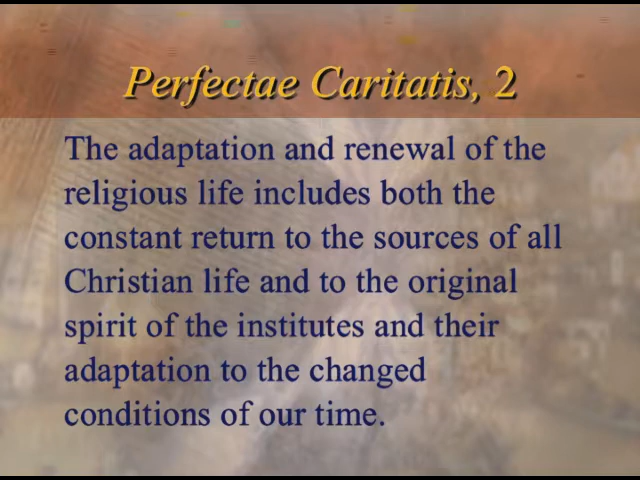 Perfectae Caritatis, 2
The adaptation and renewal of the
religious life includes both the
constant return to the sources of all
Christian life and to the original
spirit of the institutes and their
adaptation to the changed
conditions of our time.